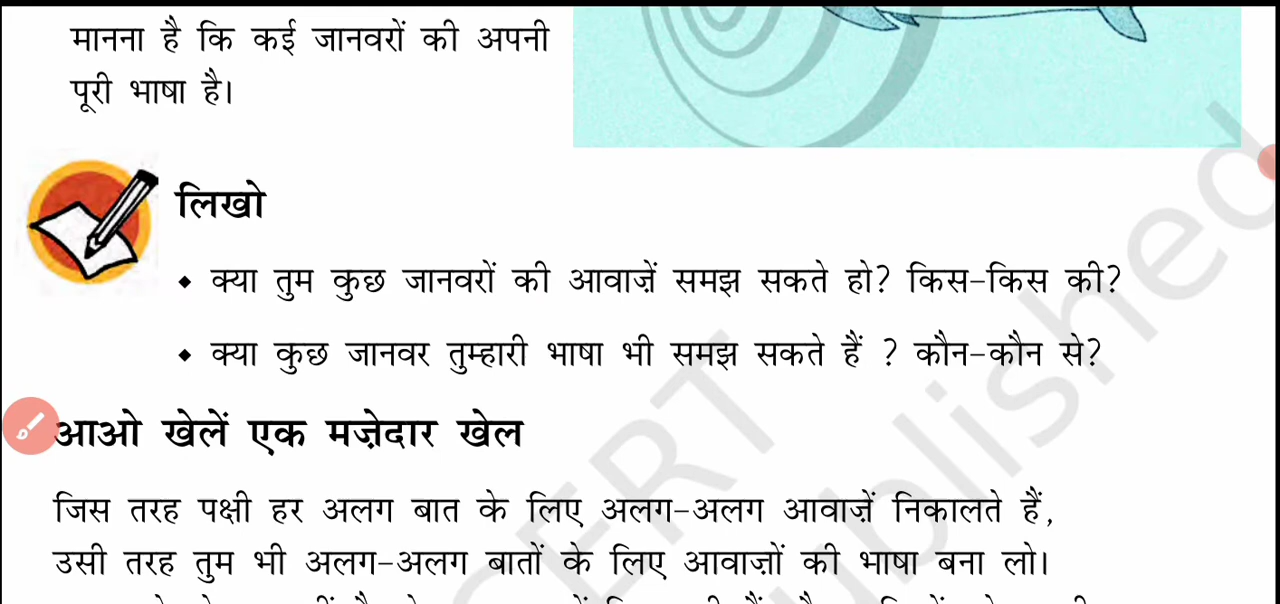 मानना है कि कई जानवरों की अपनी
पूरी भाषा है।
लिखो
• क्या तुम कुछ जानवरों की आवाज़ें समझ सकते हो? किस-किस की?
• क्या कुछ जानवर तुम्हारी भाषा भी समझ सकते हैं ? कौन-कौन से?
आओ खेलें एक मज़ेदार खेल
जिस तरह पक्षी हर अलग बात के लिए अलग-अलग आवाज़ें निकालते हैं,
उसी तरह तुम भी अलग-अलग बातों के लिए आवाज़ों की भाषा बना लो।